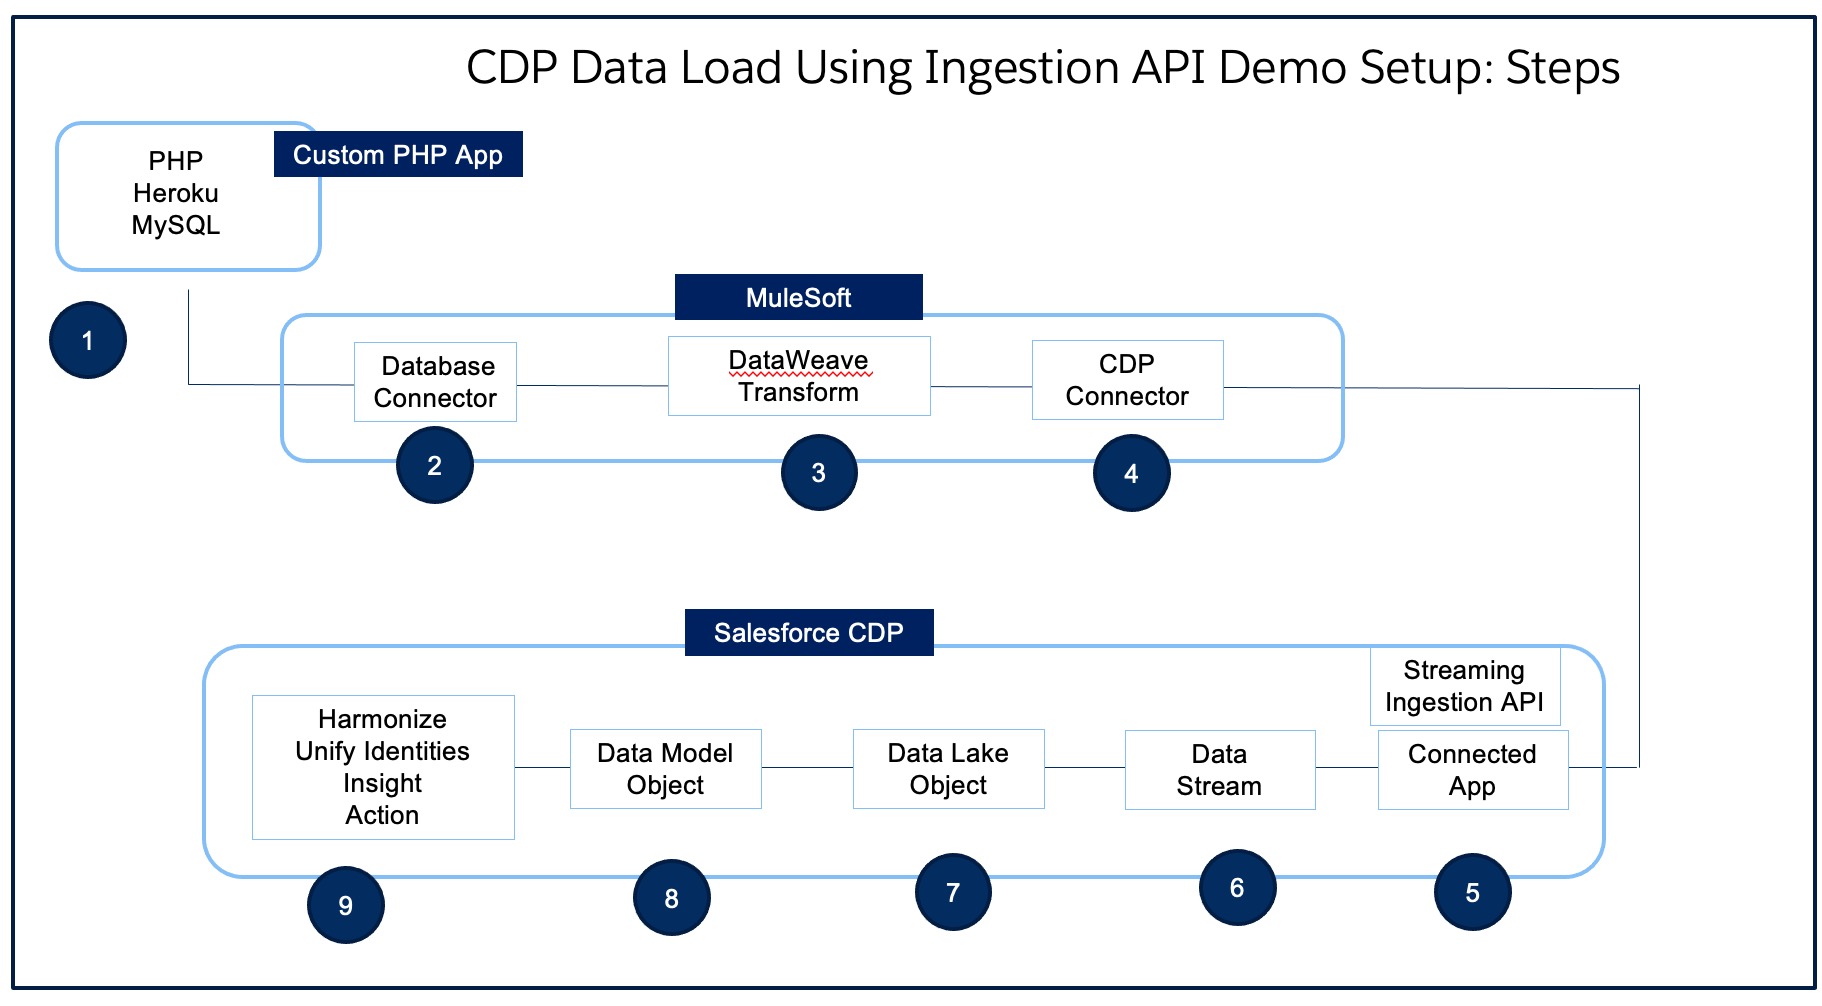 CDP Data Load Using Ingestion API Demo Setup: Steps
Custom PHP App
PHP
Heroku
MySQL
1
MuleSoft
Database
Connector
DataWeave
Transform
CDP
Connector
2
3
4
Salesforce CDP
Streaming
Ingestion API
Harmonize
Unify Identities
Insight
Action
Data Model
Object
Data Lake
Object
Data
Stream
Connected
App
9
8
7
6
5